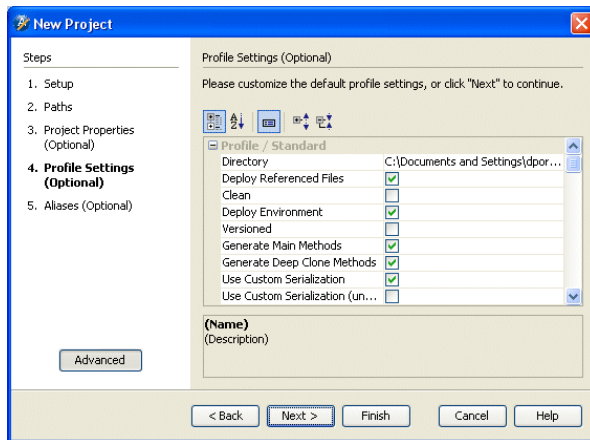 New Project
Steps
1. Setup
2. Paths
3. Project Properties
(Optional)
4. Profile Settings
(Optional)
5. Aliases (Optional)
Advanced
Profile Settings (Optional)
Please customize the default profile settings, or click "Next" to continue.
Profile / Standard
Directory C:\Documents and Settings\dpor...
Deploy Referenced Files
Clean
Deploy Environment
Versioned
Generate Main Methods
Generate Deep Clone Methods
Use Custom Serialization
Use Custom Serialization (un...
(Name)
(Description)
< Back Next > Finish Cancel Help